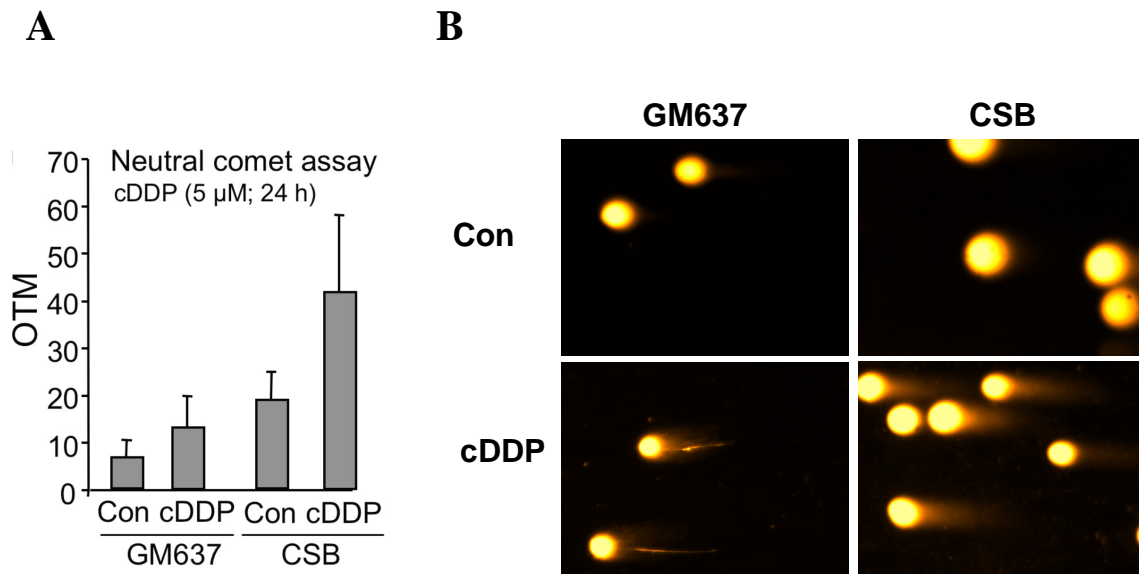 A
B
Neutral comet assay
cDDP (5 µM; 24 h)
OTM
70
60
50
40
30
20
10
0
Con cDDP Con cDDP
GM637 CSB
GM637 CSB
Con
cDDP